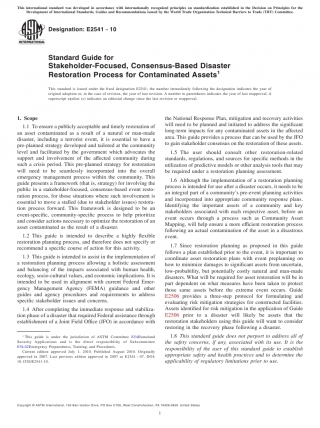 This international standard was developed in accordance with internationally recognized principles on standardization established in the Decision on Principles for the
Development of International Standards, Guides and Recommendations issued by the World Trade Organization Technical Barriers to Trade (TBT) Committee.
Designation: E2541 − 10
Standard Guide for
Stakeholder-Focused, Consensus-Based Disaster
Restoration Process for Contaminated Assets1
This standard is issued under the fixed designation E2541; the number immediately following the designation indicates the year of
original adoption or, in the case of revision, the year of last revision. A number in parentheses indicates the year of last reapproval. A
superscript epsilon (ε) indicates an editorial change since the last revision or reapproval.
1. Scope
1.1 To ensure a publicly acceptable and timely restoration of
an asset contaminated as a result of a natural or man-made
disaster, including a terrorist event, it is essential to have a
pre-planned strategy developed and tailored at the community
level and facilitated by the government which advocates the
support and involvement of the affected community during
such a crisis period. This pre-planned strategy for restoration
will need to be seamlessly incorporated into the overall
emergency management process within the community. This
guide presents a framework (that is, strategy) for involving the
public in a stakeholder-focused, consensus-based event resto-
ration process, for those situations where such involvement is
essential to move a stalled (due to stakeholder issues) restora-
tion process forward. This framework is designed to be an
event-specific, community-specific process to help prioritize
and consider actions necessary to optimize the restoration of an
asset contaminated as the result of a disaster.
1.2 This guide is intended to describe a highly flexible
restoration planning process, and therefore does not specify or
recommend a specific course of action for this activity.
1.3 This guide is intended to assist in the implementation of
a restoration planning process allowing a holistic assessment
and balancing of the impacts associated with human health,
ecology, socio-cultural values, and economic implications. It is
intended to be used in alignment with current Federal Emer-
gency Management Agency (FEMA) guidance and other
guides and agency procedures and requirements to address
specific stakeholder issues and concerns.
1.4 After completing the immediate response and stabiliza-
tion phase of a disaster that required Federal assistance through
establishment of a Joint Field Office (JFO) in accordance with
1 This guide is under the jurisdiction of ASTM Committee E54
Security Applications and is the direct responsibility of Subcommittee
E54.02
Current edition approved July 1, 2010. Published August 2010. Originally
approved in 2007. Last previous edition approved in 2007 as E2541 – 07. DOI:
10.1520/E2541-10.
the National Response Plan, mitigation and recovery activities
will need to be planned and initiated to address the significant
long-term impacts for any contaminated assets in the affected
area. This guide provides a process that can be used by the JFO
to gain stakeholder consensus on the restoration of these assets.
1.5 The user should consult other restoration-related
standards, regulations, and sources for specific methods in the
utilization of predictive models or other analysis tools that may
be required under a restoration planning assessment.
1.6 Although the implementation of a restoration planning
process is intended for use after a disaster occurs, it needs to be
an integral part of a community's pre-event planning activities
and incorporated into appropriate community response plans.
Identifying the important assets of a community and key
stakeholders associated with each respective asset, before an
event occurs through a process such as Community Asset
Mapping, will help ensure a more efficient restoration process
following an actual contamination of the asset in a disastrous
event.
1.7 Since restoration planning as proposed in this guide
follows a plan established prior to the event, it is important to
coordinate asset restoration plans with event preplanning on
how to minimize damages to significant assets from uncertain,
low-probability, but potentially costly natural and man-made
disasters. What will be required for asset restoration will be in
part dependent on what measures have been taken to protect
those same assets before the extreme event occurs. Guide
E2506 provides a three-step protocol for formulating and
evaluating risk mitigation strategies for constructed facilities.
Assets identified for risk mitigation in the application of Guide
E2506 prior to a disaster will likely be assets that the
restoration stakeholders using this guide will want to consider
restoring in the recovery phase following a disaster.
1.8 This standard does not purport to address all of
the safety concerns, if any, associated with its use. It is the
responsibility of the user of this standard to establish
appropriate safety and health practices and to determine the
applicability of regulatory limitations prior to use.
Copyright © ASTM International, 100 Barr Harbor Drive, PO Box C700, West Conshohocken, PA 19428-2959. United States
1